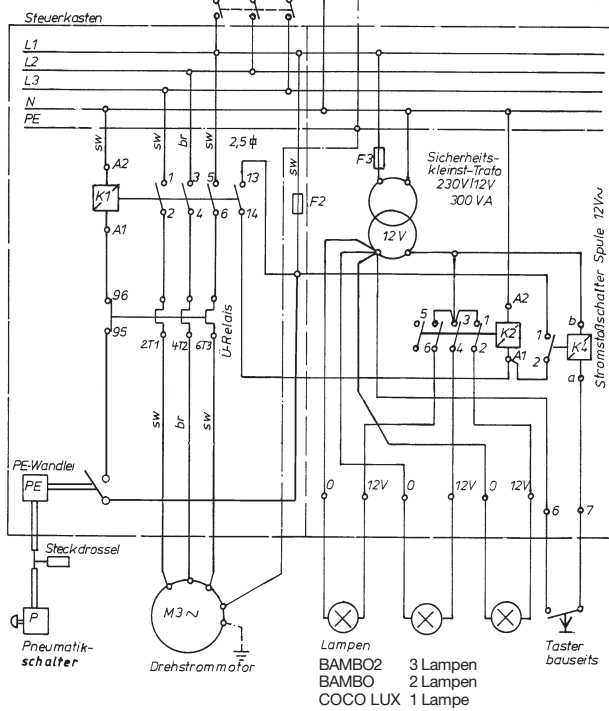 Steuerkasten
L1
L2
L3
N
PE
sw
sw
br
sw
2,5 ϕ
sw
F3
Sicherheits-
kleinst-Trafo
230V/12V
300 VA
A2
1
3
5
13
K1
F2
2
4
6
14
A1
12 V
Stromstoßschalter Spule 12V~
96
95
A2
5
3
1
K2
1
b
K4
6
4
2
A1
2
a
Ü-Relais
2T1
4T2
6T3
sw
br
sw
PE-Wandler
PE
0
12V
0
12V
0
12V
6
7
Steckdrossel
P
M3~
Pneumatik-
schalter
Drehstrommotor
Lampen
Taster
bauseits
BAMBO2 3 Lampen
BAMBO 2 Lampen
COCO LUX 1 Lampe